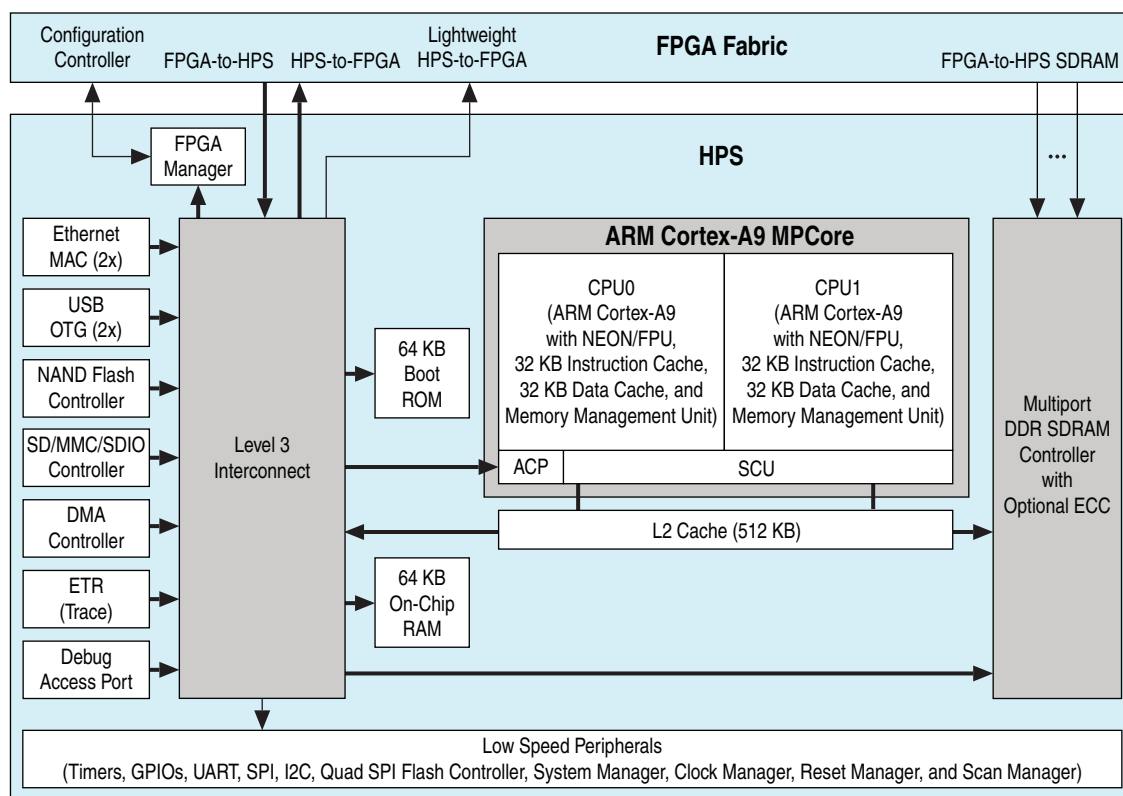 Configuration
Controller
FPGA-to-HPS
HPS-to-FPGA
Lightweight
HPS-to-FPGA
FPGA Fabric
FPGA-to-HPS SDRAM
FPGA
Manager
HPS
...
Ethernet
MAC (2x)
USB
OTG (2x)
NAND Flash
Controller
SD/MMC/SDIO
Controller
DMA
Controller
ETR
(Trace)
Debug
Access Port
Level 3
Interconnect
64 KB
Boot
ROM
64 KB
On-Chip
RAM
ARM Cortex-A9 MPCore
CPU0
(ARM Cortex-A9
with NEON/FPU,
32 KB Instruction Cache,
32 KB Data Cache, and
Memory Management Unit)
CPU1
(ARM Cortex-A9
with NEON/FPU,
32 KB Instruction Cache,
32 KB Data Cache, and
Memory Management Unit)
ACP
SCU
L2 Cache (512 KB)
Multiport
DDR SDRAM
Controller
with
Optional ECC
Low Speed Peripherals
(Timers, GPIOs, UART, SPI, I2C, Quad SPI Flash Controller, System Manager, Clock Manager, Reset Manager, and Scan Manager)